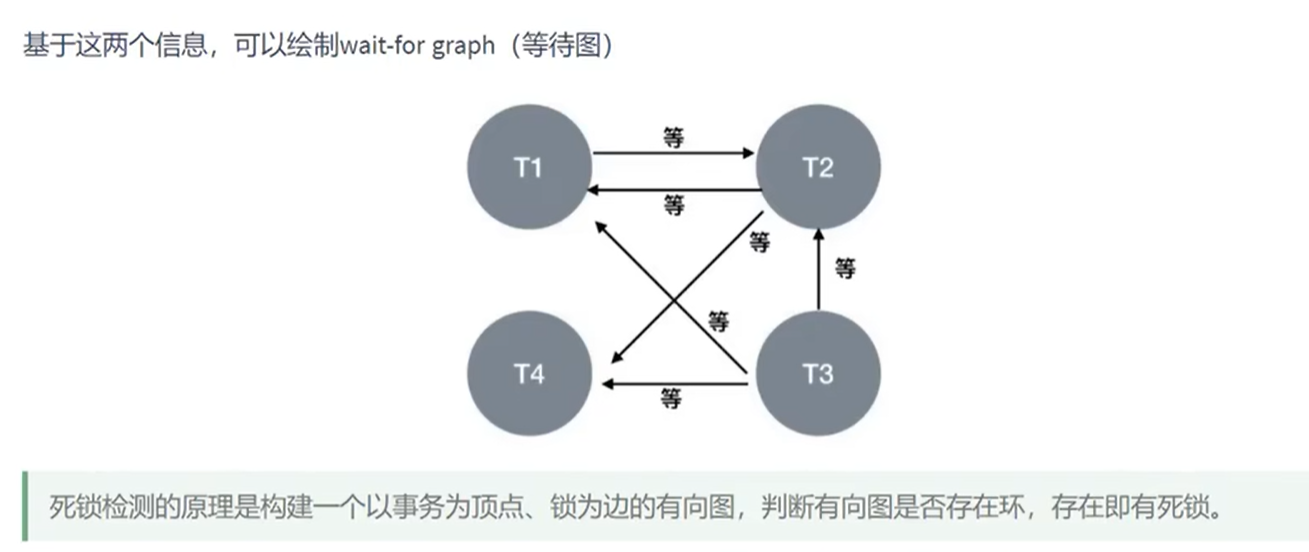 基于这两个信息，可以绘制wait-for graph（等待图）
等
T1
T2
等
等
等
等
T4
T3
等
死锁检测的原理是构建一个以事务为顶点、锁为边的有向图，判断有向图是否存在环，存在即有死锁。